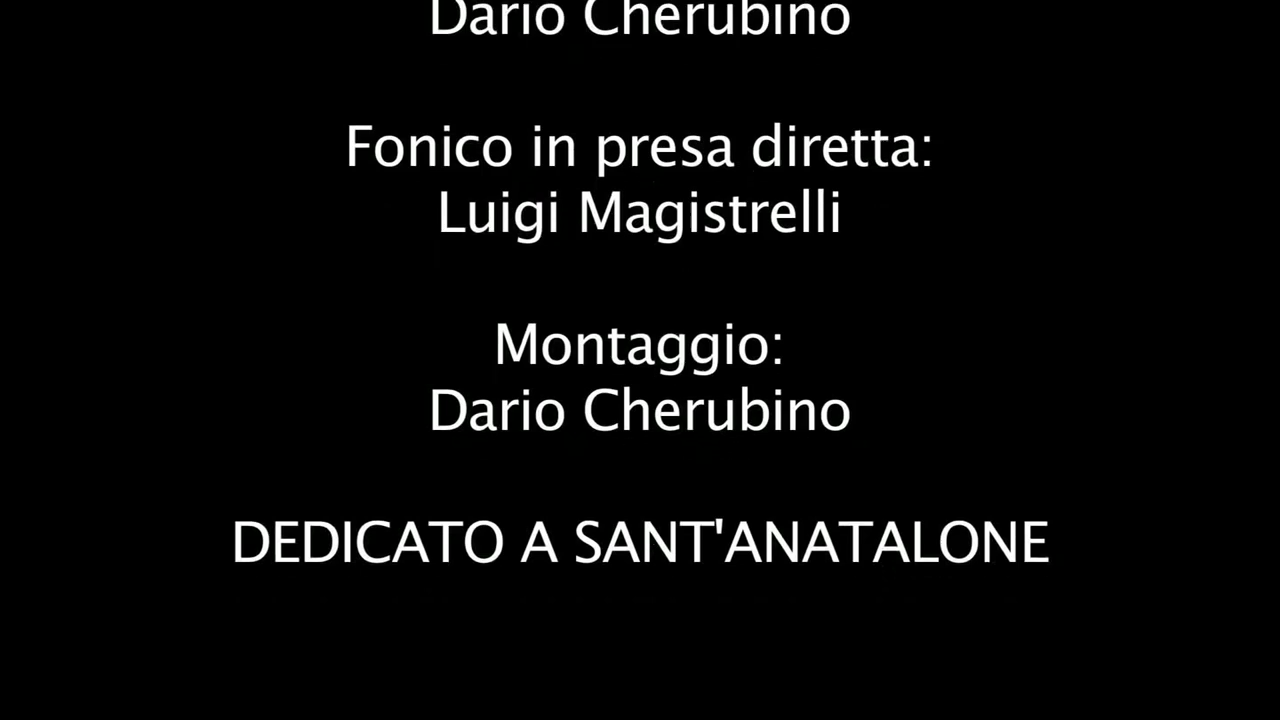 Dario Cherubino
Fonico in presa diretta:
Luigi Magistrelli
Montaggio:
Dario Cherubino
DEDICATO A SANT'ANATALONE